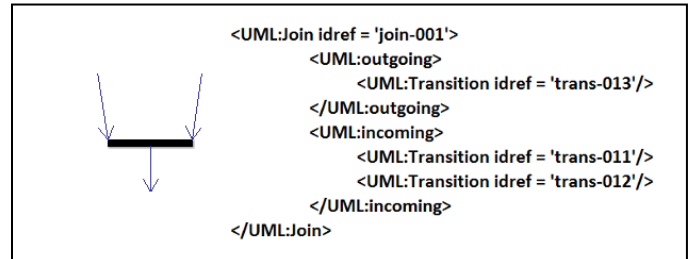 <UML:Join idref = 'join-001'>
<UML:outgoing>
<UML:Transition idref = 'trans-013'/>
</UML:outgoing>
<UML:incoming>
<UML:Transition idref = 'trans-011'/>
<UML:Transition idref = 'trans-012'/>
</UML:incoming>
</UML:Join>